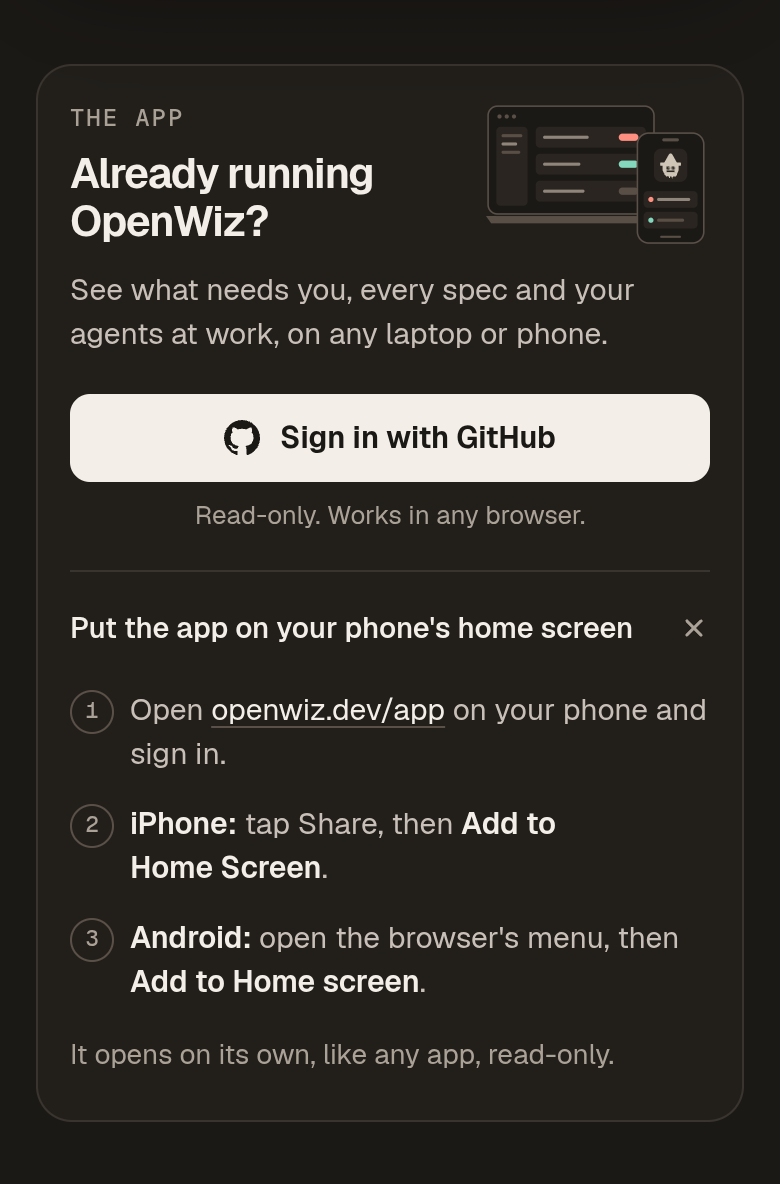 THE APP
Already running
OpenWiz?
See what needs you, every spec and your
agents at work, on any laptop or phone.
Sign in with GitHub
Read-only. Works in any browser.
Put the app on your phone's home screen
1 Open openwiz.dev/app on your phone and
sign in.
2 iPhone: tap Share, then Add to
Home Screen.
3 Android: open the browser's menu, then
Add to Home screen.
It opens on its own, like any app, read-only.